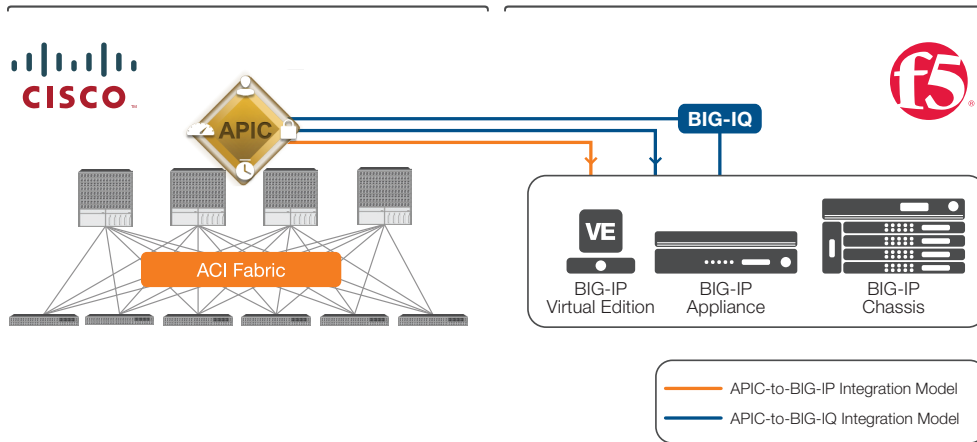 CISCO™
f5®
APIC
BIG-IQ
ACI Fabric
VE
BIG-IP
Virtual Edition
BIG-IP
Appliance
BIG-IP
Chassis
APIC-to-BIG-IP Integration Model
APIC-to-BIG-IQ Integration Model